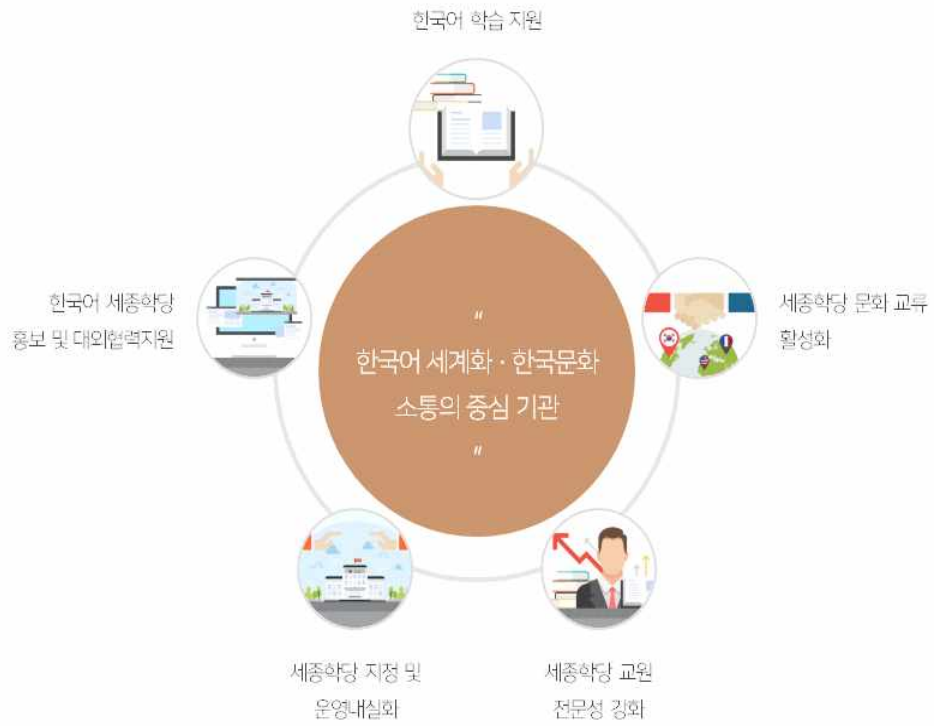 한국어 학습 지원
한국어 세종학당
홍보 및 대외협력지원
세종학당 문화 교류
활성화
"
한국어 세계화 · 한국문화
소통의 중심 기관
"
세종학당 지정 및
운영내실화
세종학당 교원
전문성 강화